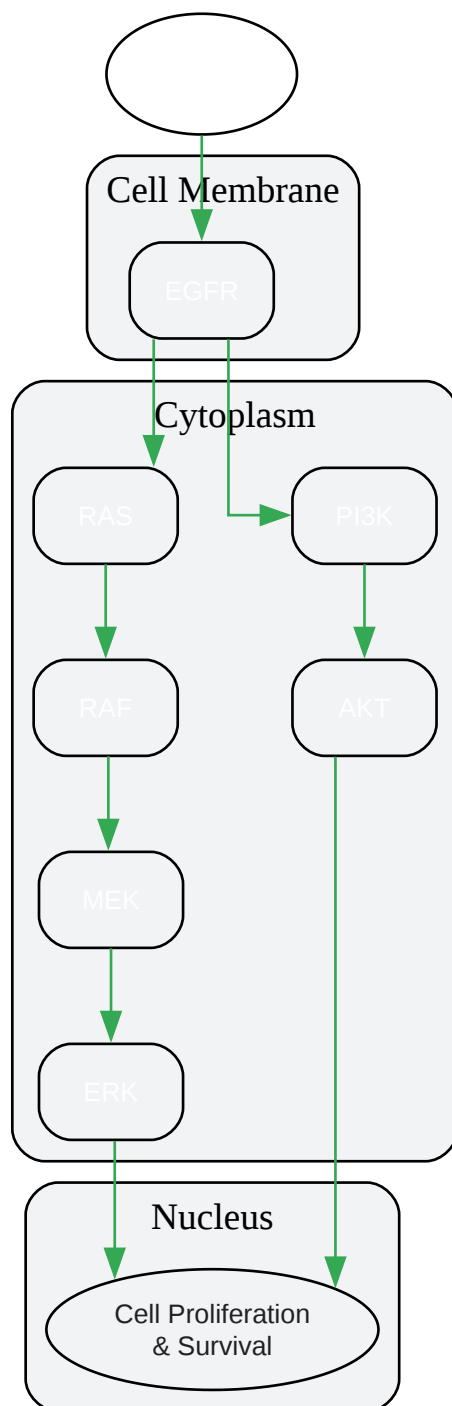 Cell Membrane
EGFR
Cytoplasm
RAS
PI3K
RAF
AKT
MEK
ERK
Nucleus
Cell Proliferation
& Survival